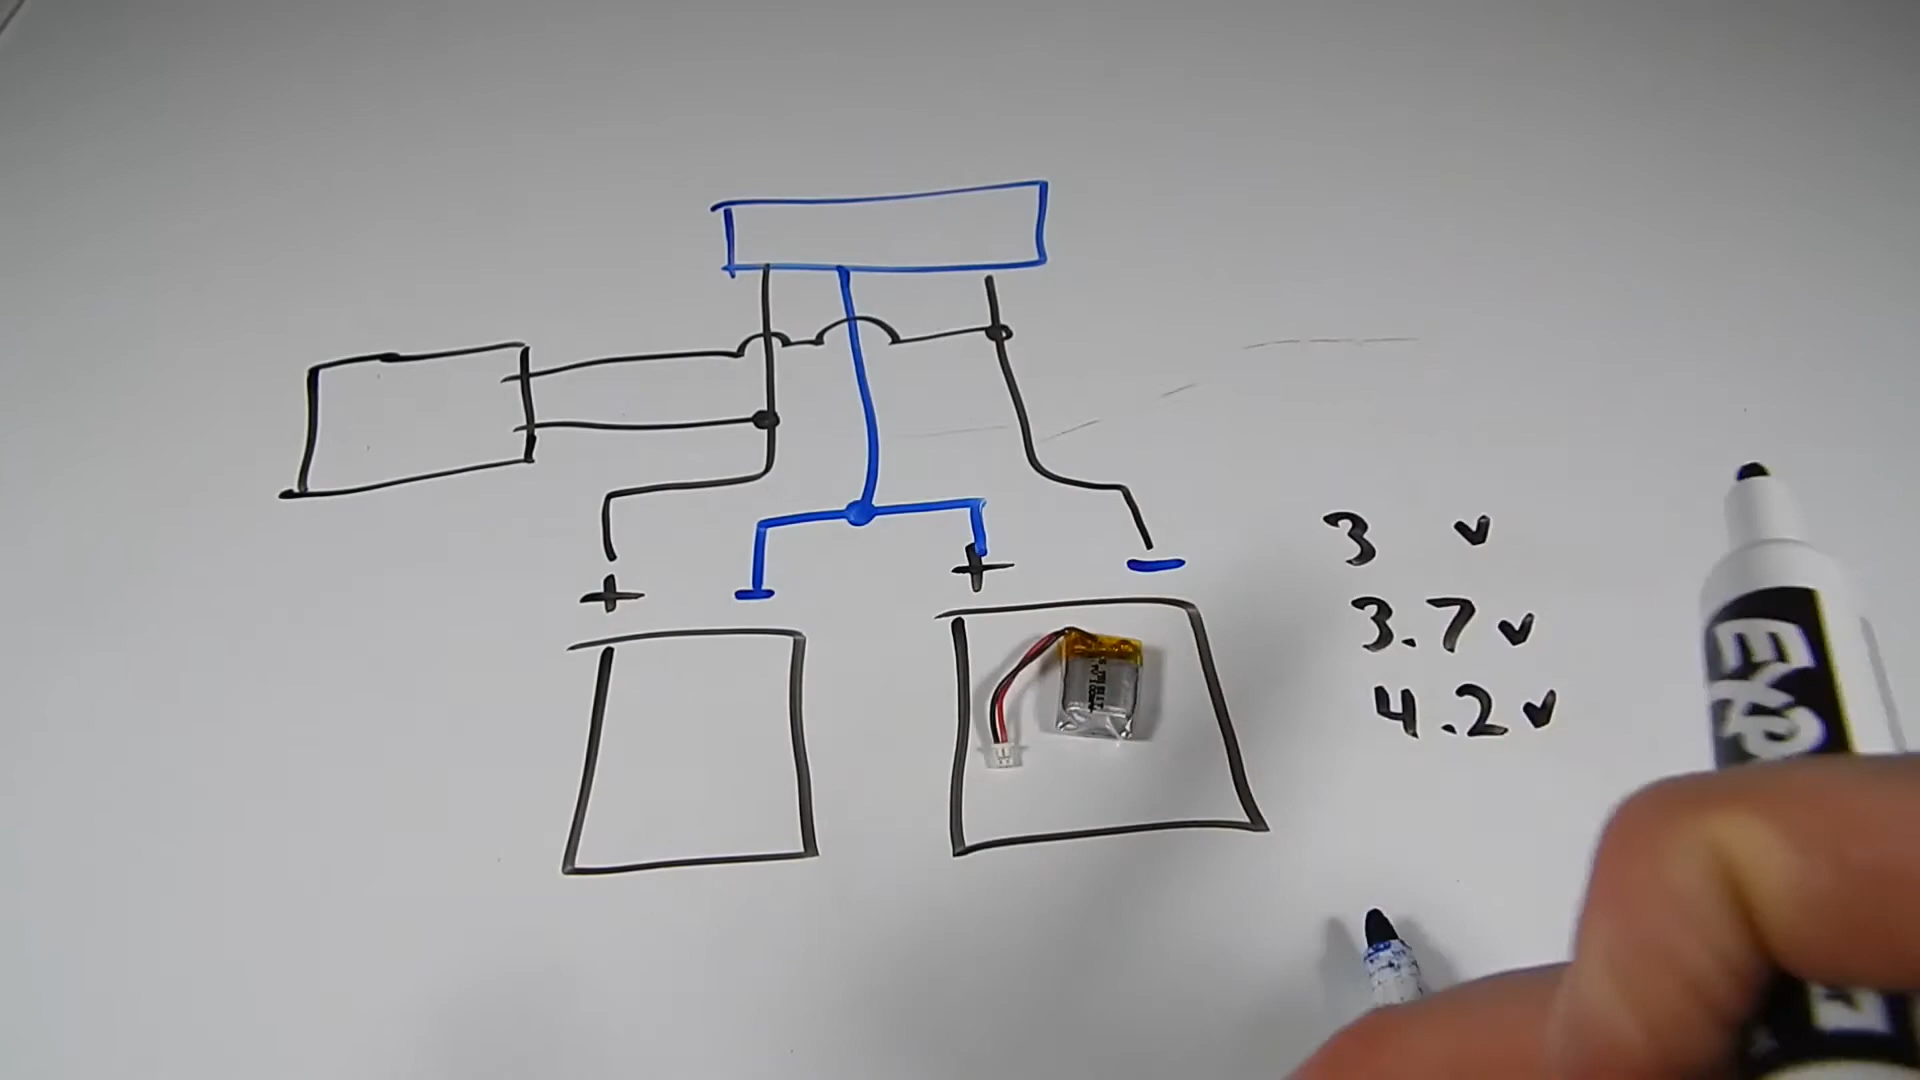 + - + -
3 v
3.7 v
4.2 v
Expo